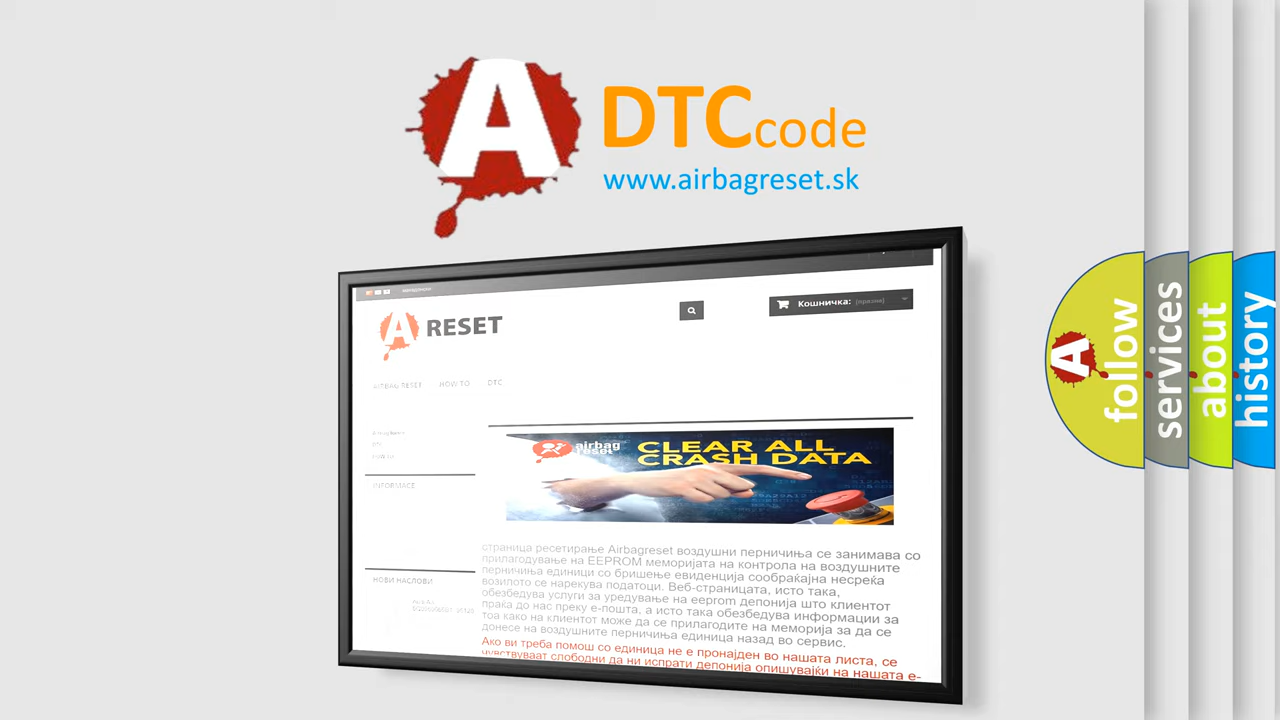 A DTC code
www.airbagreset.sk
Кошничка: (празни)
A RESET
AIRBAG RESET HOW TO DTC
airbag
reset
CLEAR ALL
CRASH DATA
INFORMACE
НОВИ НАСЛОВИ
страница ресетирање Airbagreset воздушни перничиња се занимава со
прилагодување на EEPROM меморијата на контрола на воздушните
перничиња единици со бришење евиденција сообраќајна несреќа
возилото се нарекува податоци. Веб-страницата, исто така,
обезбедува услуги за уредување на eeprom депонија што клиентот
праќа до нас преку е-пошта, а исто така обезбедува информации за
тоа како на клиентот може да се прилагодите на меморија за да се
донесе на воздушните перничиња единица назад во сервис.
Ако ви треба помош со единица не е пронајден во нашата листа, се
чувствуваат слободни да ни испрати депонија опишувајќи на нашата е-
A follow
services
about
history